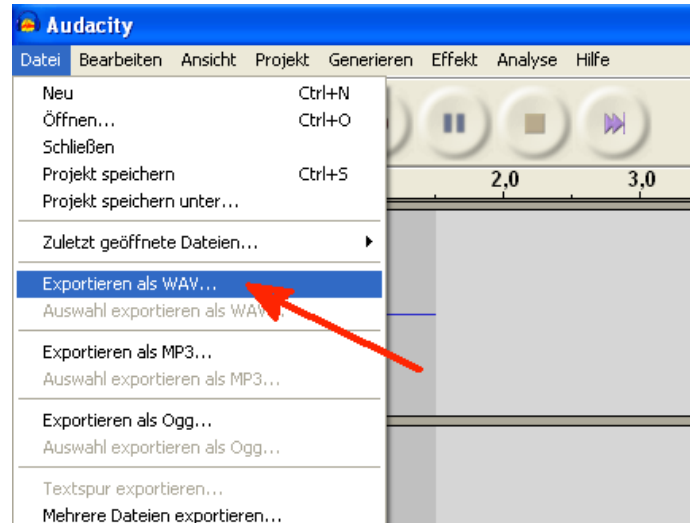 Audacity
Datei Bearbeiten Ansicht Projekt Generieren Effekt Analyse Hilfe
Neu Ctrl+N
Öffnen... Ctrl+O
Schließen
Projekt speichern Ctrl+S
Projekt speichern unter...
2,0 3,0
Zuletzt geöffnete Dateien...
Exportieren als WAV...
Auswahl exportieren als WAV...
Exportieren als MP3...
Auswahl exportieren als MP3...
Exportieren als Ogg...
Auswahl exportieren als Ogg...
Textspur exportieren...
Mehrere Dateien exportieren...